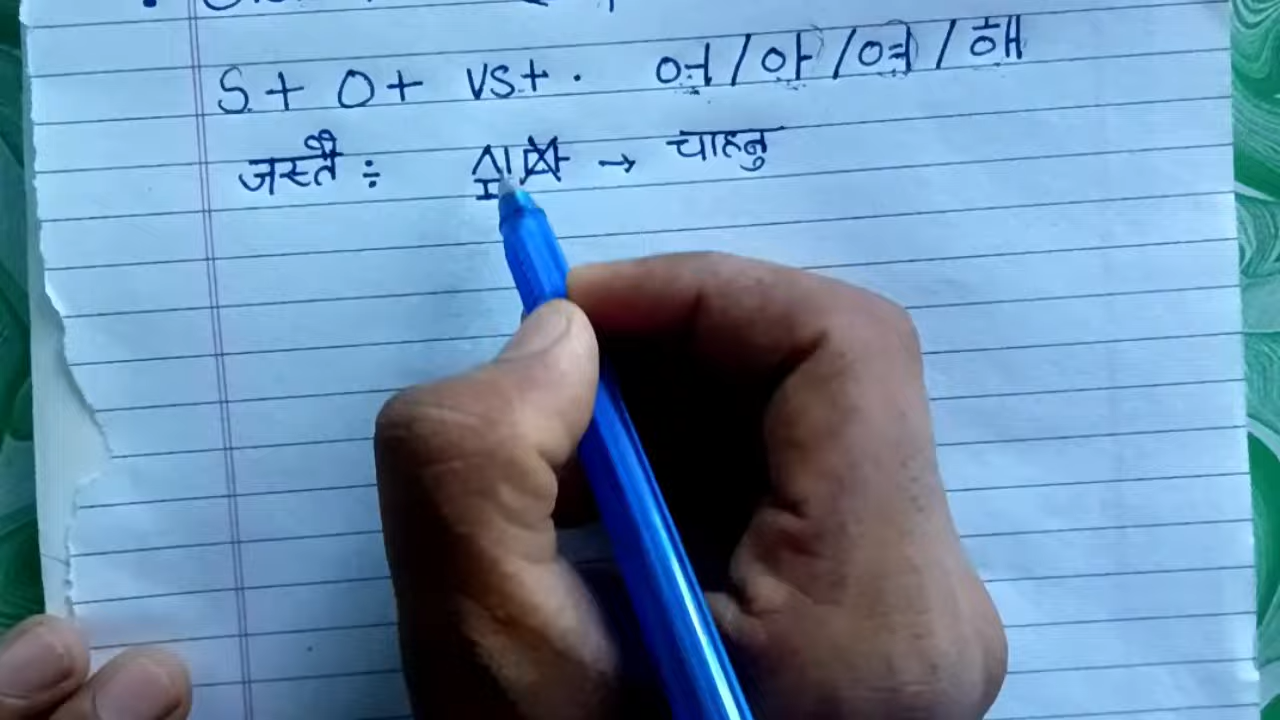 S + O + VS + . 어 / 아 / 여 / 해
जस्तै ÷ → चाहनु